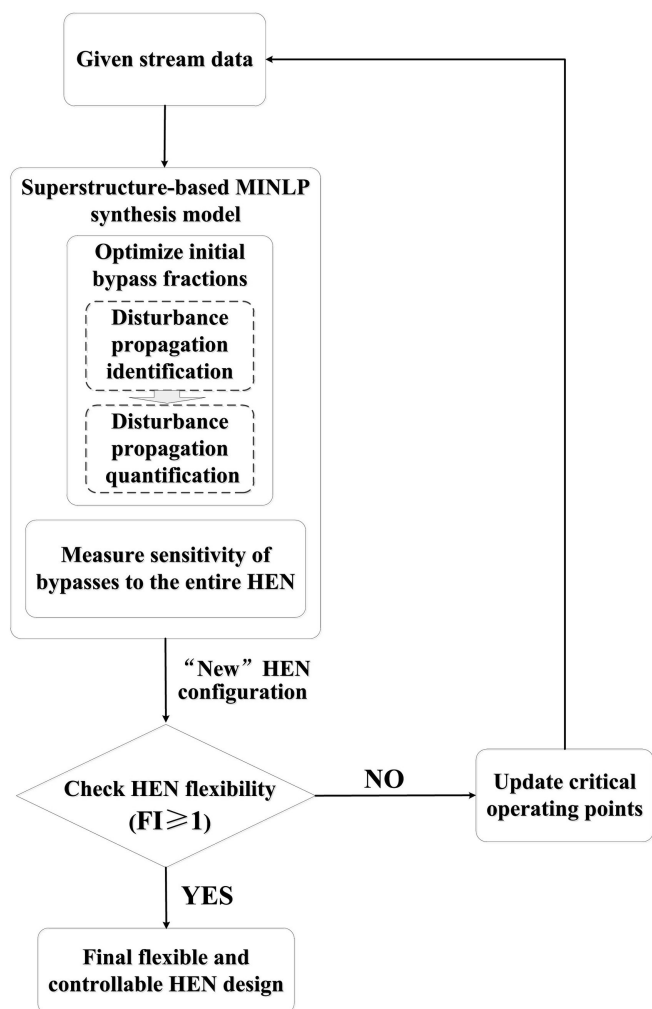 Given stream data
Superstructure-based MINLP
synthesis model
Optimize initial
bypass fractions
Disturbance
propagation
identification
Disturbance
propagation
quantification
Measure sensitivity of
bypasses to the entire HEN
“New” HEN
configuration
Check HEN flexibility
(FI≥1)
NO
Update critical
operating points
YES
Final flexible and
controllable HEN design